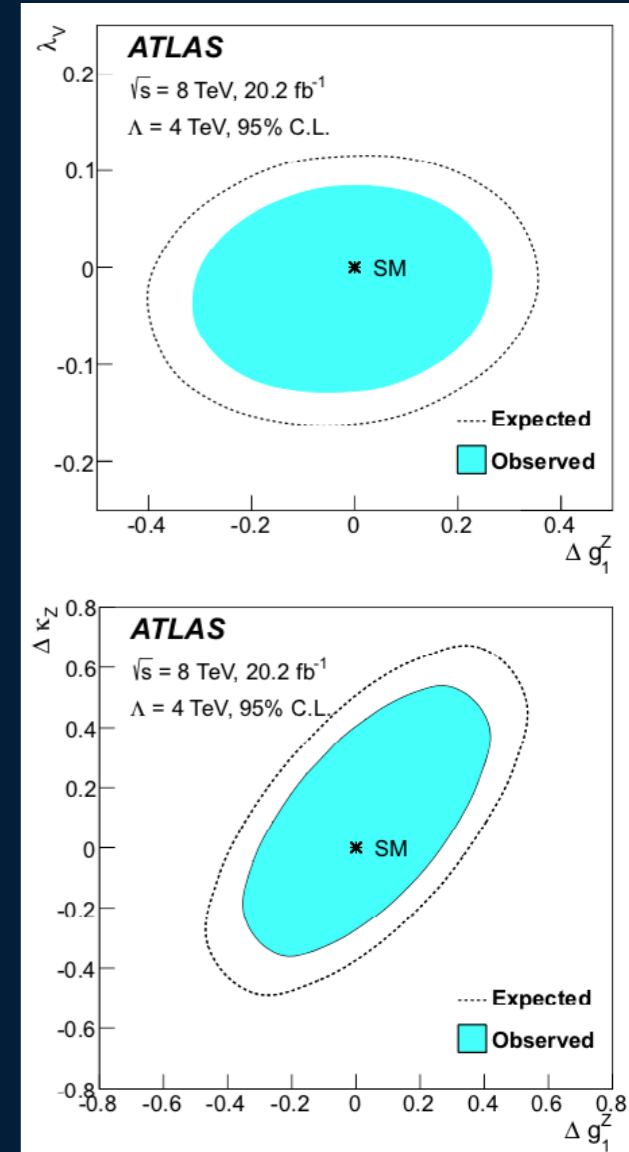 ATLAS
√s = 8 TeV, 20.2 fb⁻¹
Λ = 4 TeV, 95% C.L.
λ_V
0.2
0.1
0
-0.1
-0.2
SM
Expected
Observed
-0.4 -0.2 0 0.2 0.4
Δ g₁ᶻ
Δ κ_Z
0.8
0.6
0.4
0.2
0
-0.2
-0.4
-0.6
-0.8
ATLAS
√s = 8 TeV, 20.2 fb⁻¹
Λ = 4 TeV, 95% C.L.
SM
Expected
Observed
-0.8 -0.6 -0.4 -0.2 0 0.2 0.4 0.6 0.8
Δ g₁ᶻ